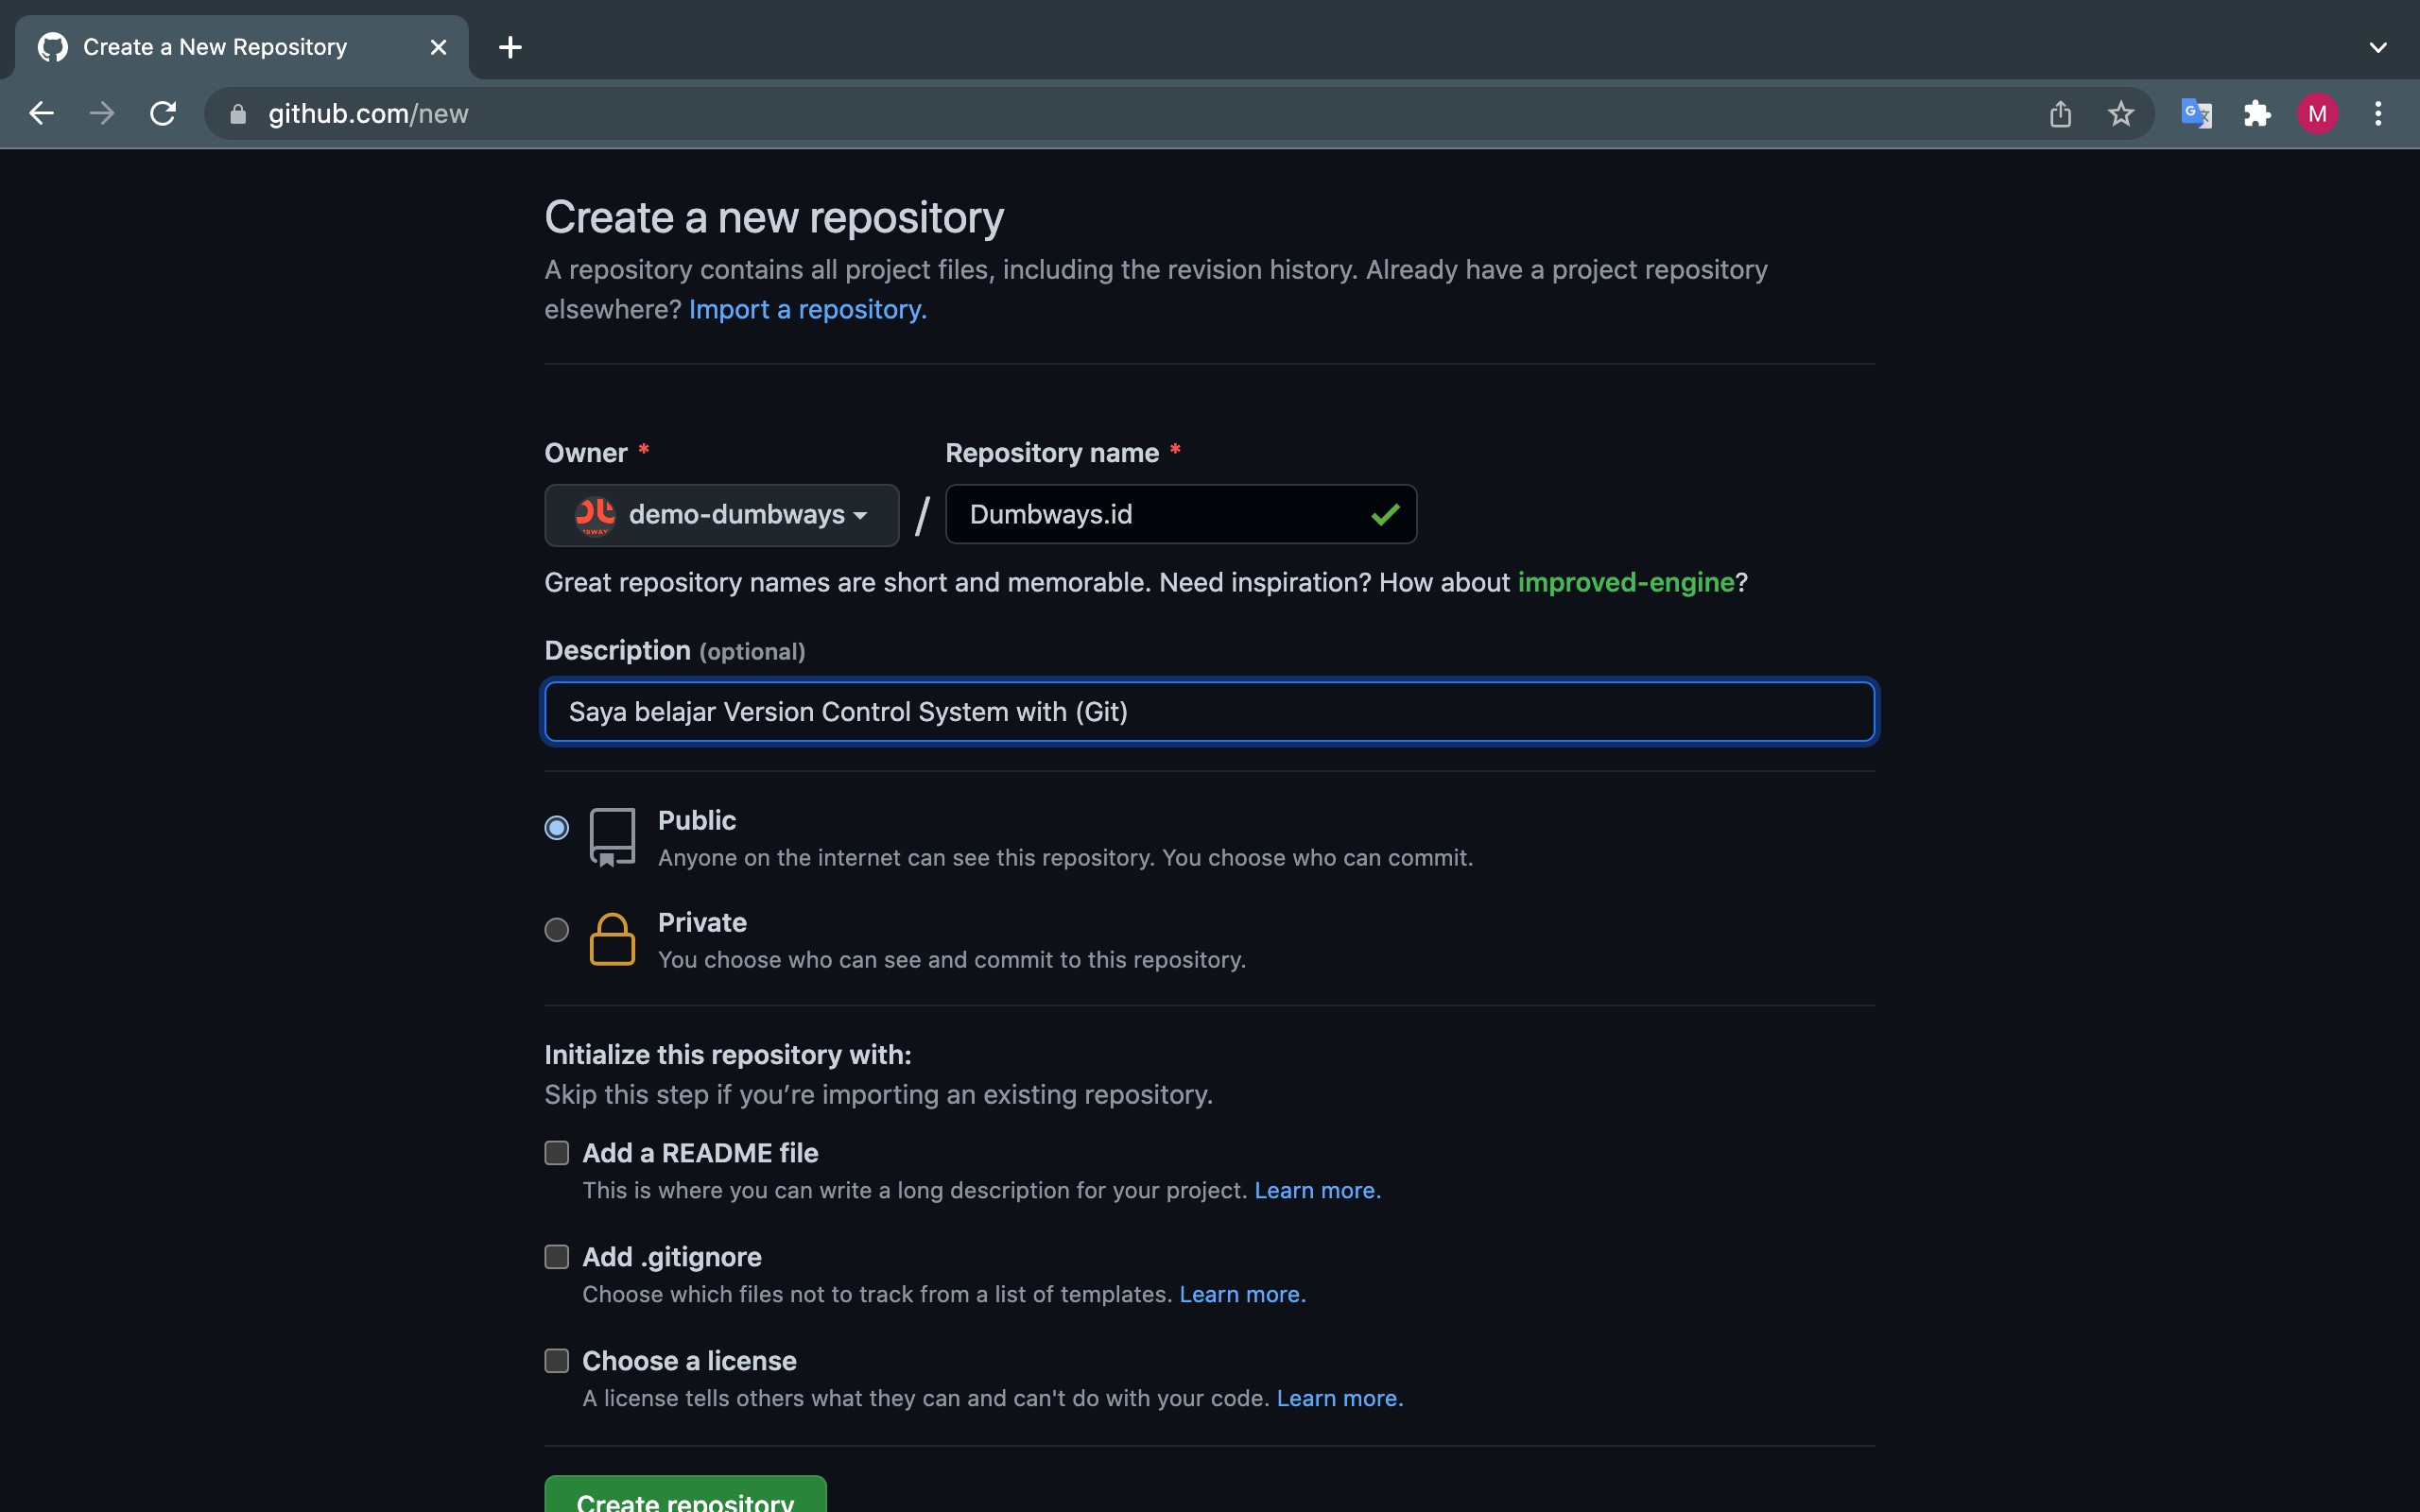 Create a New Repository
github.com/new
M
Create a new repository
A repository contains all project files, including the revision history. Already have a project repository
elsewhere? Import a repository.
Owner * Repository name *
demo-dumbways / Dumbways.id
Great repository names are short and memorable. Need inspiration? How about improved-engine?
Description (optional)
Saya belajar Version Control System with (Git)
Public
Anyone on the internet can see this repository. You choose who can commit.
Private
You choose who can see and commit to this repository.
Initialize this repository with:
Skip this step if you’re importing an existing repository.
Add a README file
This is where you can write a long description for your project. Learn more.
Add .gitignore
Choose which files not to track from a list of templates. Learn more.
Choose a license
A license tells others what they can and can't do with your code. Learn more.
Create repository